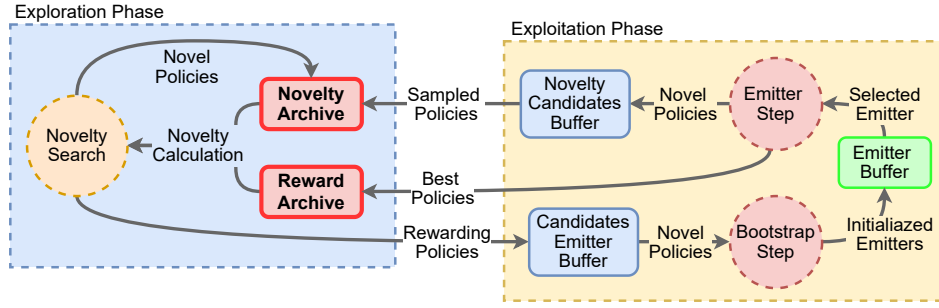 Exploration Phase
Novel
Policies
Novelty
Search
Novelty
Calculation
Novelty
Archive
Reward
Archive
Sampled
Policies
Best
Policies
Rewarding
Policies
Exploitation Phase
Novelty
Candidates
Buffer
Novel
Policies
Emitter
Step
Selected
Emitter
Emitter
Buffer
Candidates
Emitter
Buffer
Novel
Policies
Bootstrap
Step
Initialiazed
Emitters